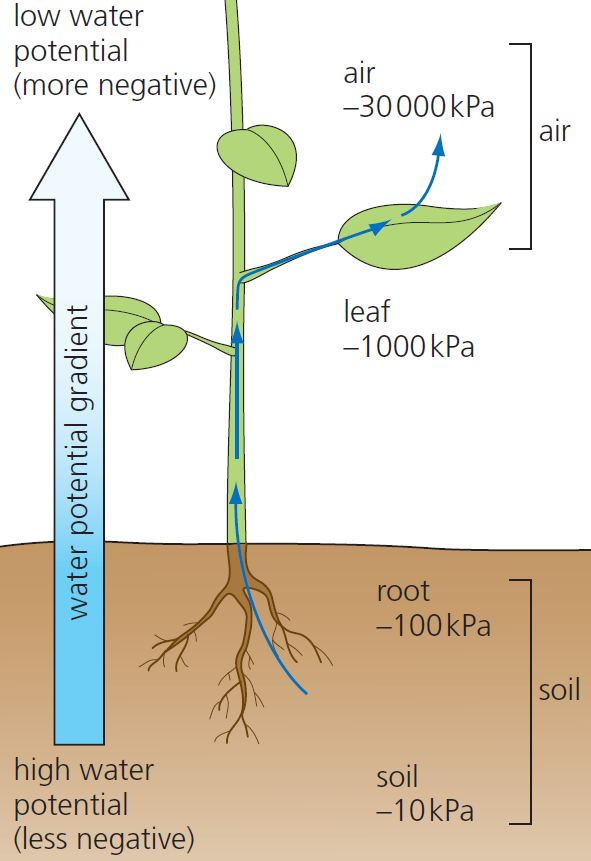 low water
potential
(more negative)
air
–30 000 kPa
air
leaf
–1000 kPa
water potential gradient
root
–100 kPa
soil
soil
–10 kPa
high water
potential
(less negative)